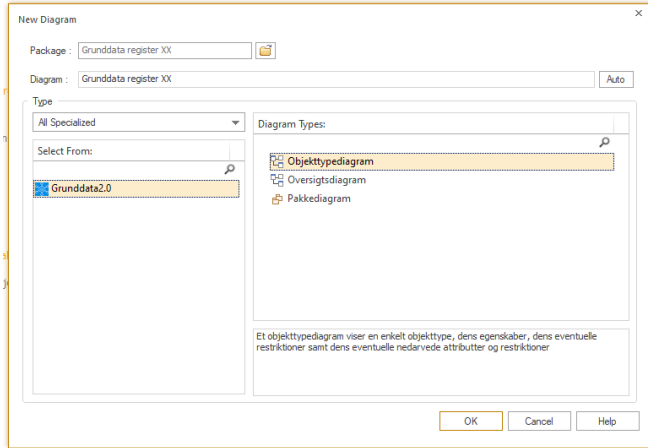 New Diagram
Package : Grunddata register XX
Diagram : Grunddata register XX Auto
Type
All Specialized
Select From:
Grunddata2.0
Diagram Types:
Objekttypediagram
Oversigtsdiagram
Pakkediagram
Et objekttypediagram viser en enkelt objekttype, dens egenskaber, dens eventuelle
restriktioner samt dens eventuelle nedarvede attributter og restriktioner
OK Cancel Help